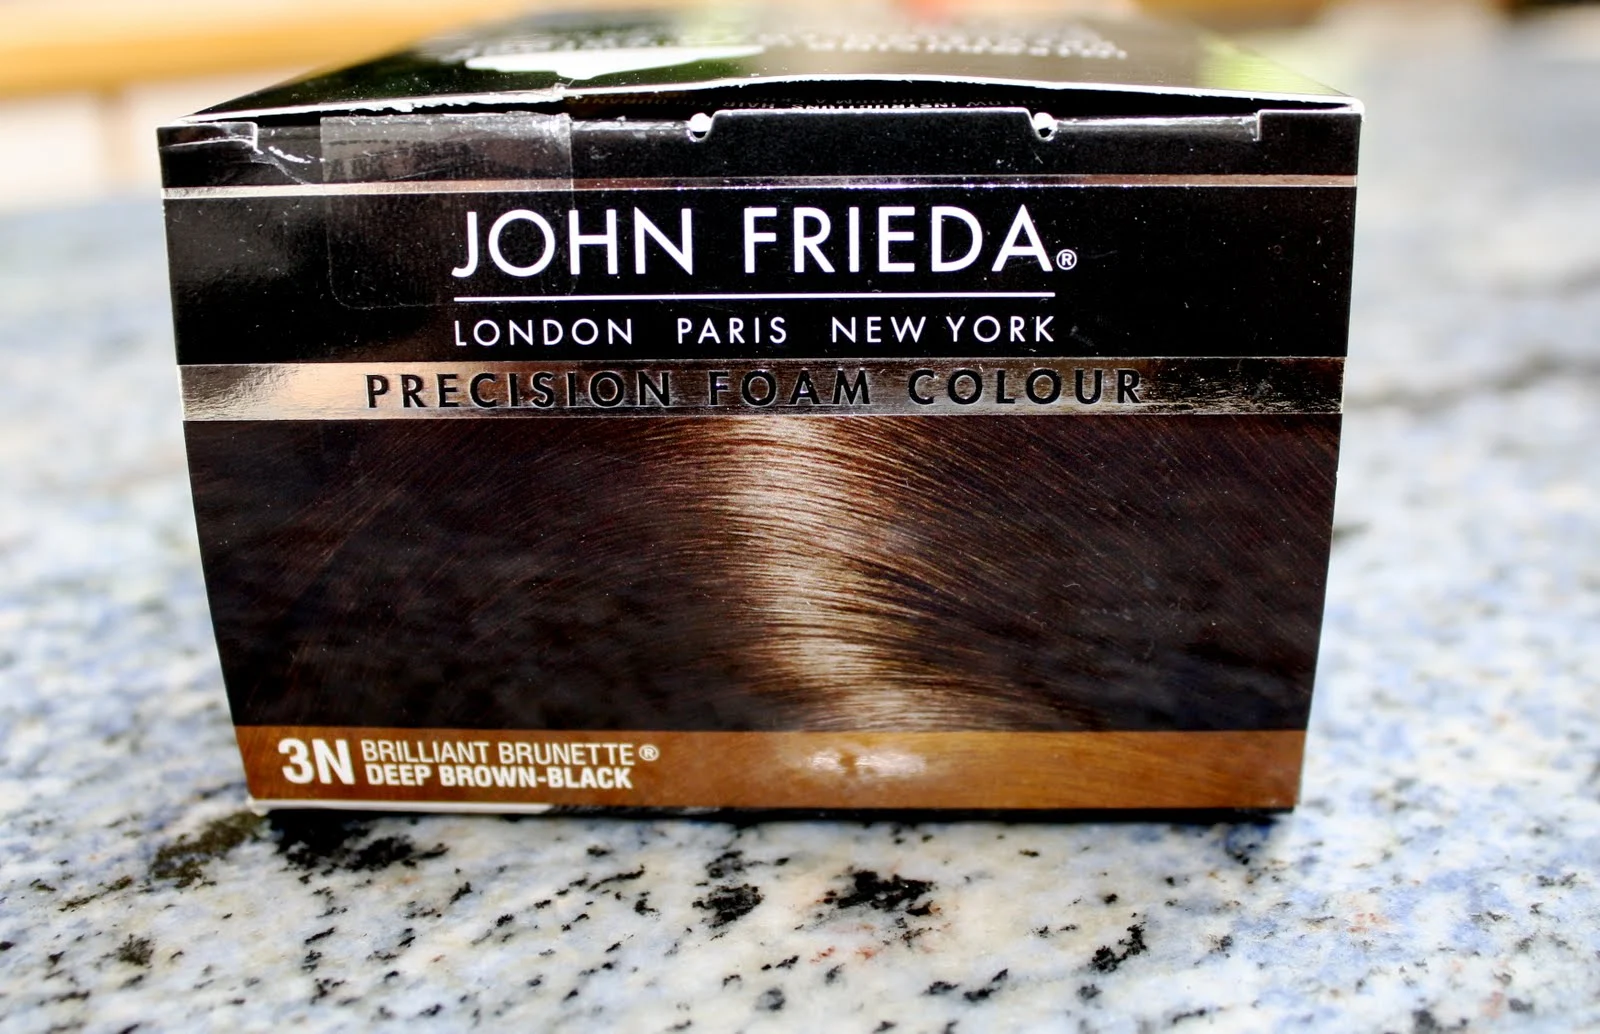 JOHN FRIEDA®
LONDON PARIS NEW YORK
PRECISION FOAM COLOUR
3N BRILLIANT BRUNETTE®
DEEP BROWN-BLACK